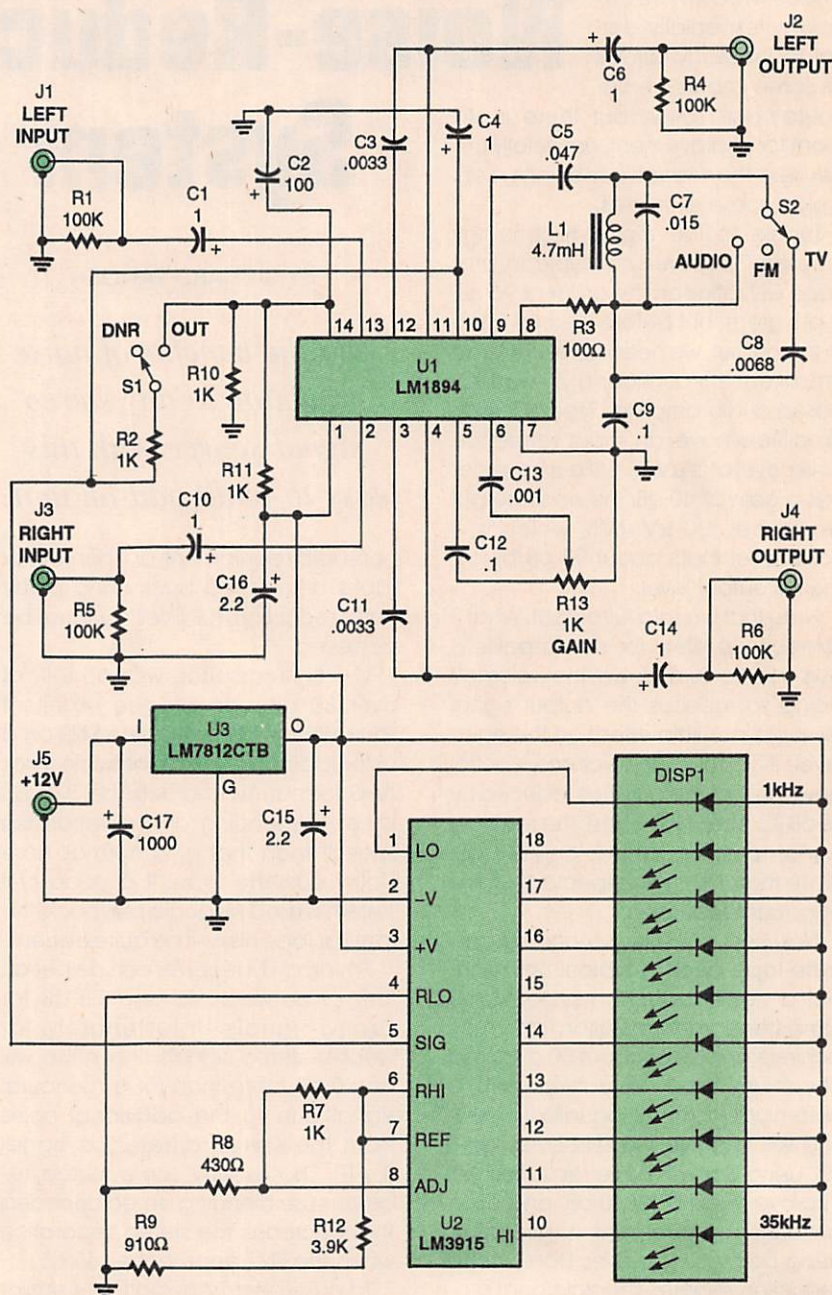 J2
LEFT
OUTPUT
+
C6
1
R4
100K
J1
LEFT
INPUT
C3
.0033
C4
+ 1
C5
.047
C2
100
+
R1
100K
C1
1
+
C7
.015
S2
L1
4.7mH
AUDIO
FM
TV
DNR
OUT
S1
R10
1K
14 13 12 11 10 9 8
R3
100Ω
C8
.0068
U1
LM1894
1 2 3 4 5 6 7
R2
1K
R11
1K
C9
.1
C13
.001
J3
RIGHT
INPUT
C10
1
+
J4
RIGHT
OUTPUT
C12
.1
R13
1K
GAIN
C16
2.2
+
C11
.0033
R5
100K
C14
1
+
R6
100K
U3
LM7812CTB
I
O
G
J5
+12V
+
C17
1000
C15
2.2
+
DISP1
1kHz
1 LO 18
2 –V 17
3 +V 16
4 RLO 15
5 SIG 14
6 RHI 13
7 REF 12
8 ADJ 11
HI 10
35kHz
R7
1K
R8
430Ω
R9
910Ω
R12
3.9K
U2
LM3915